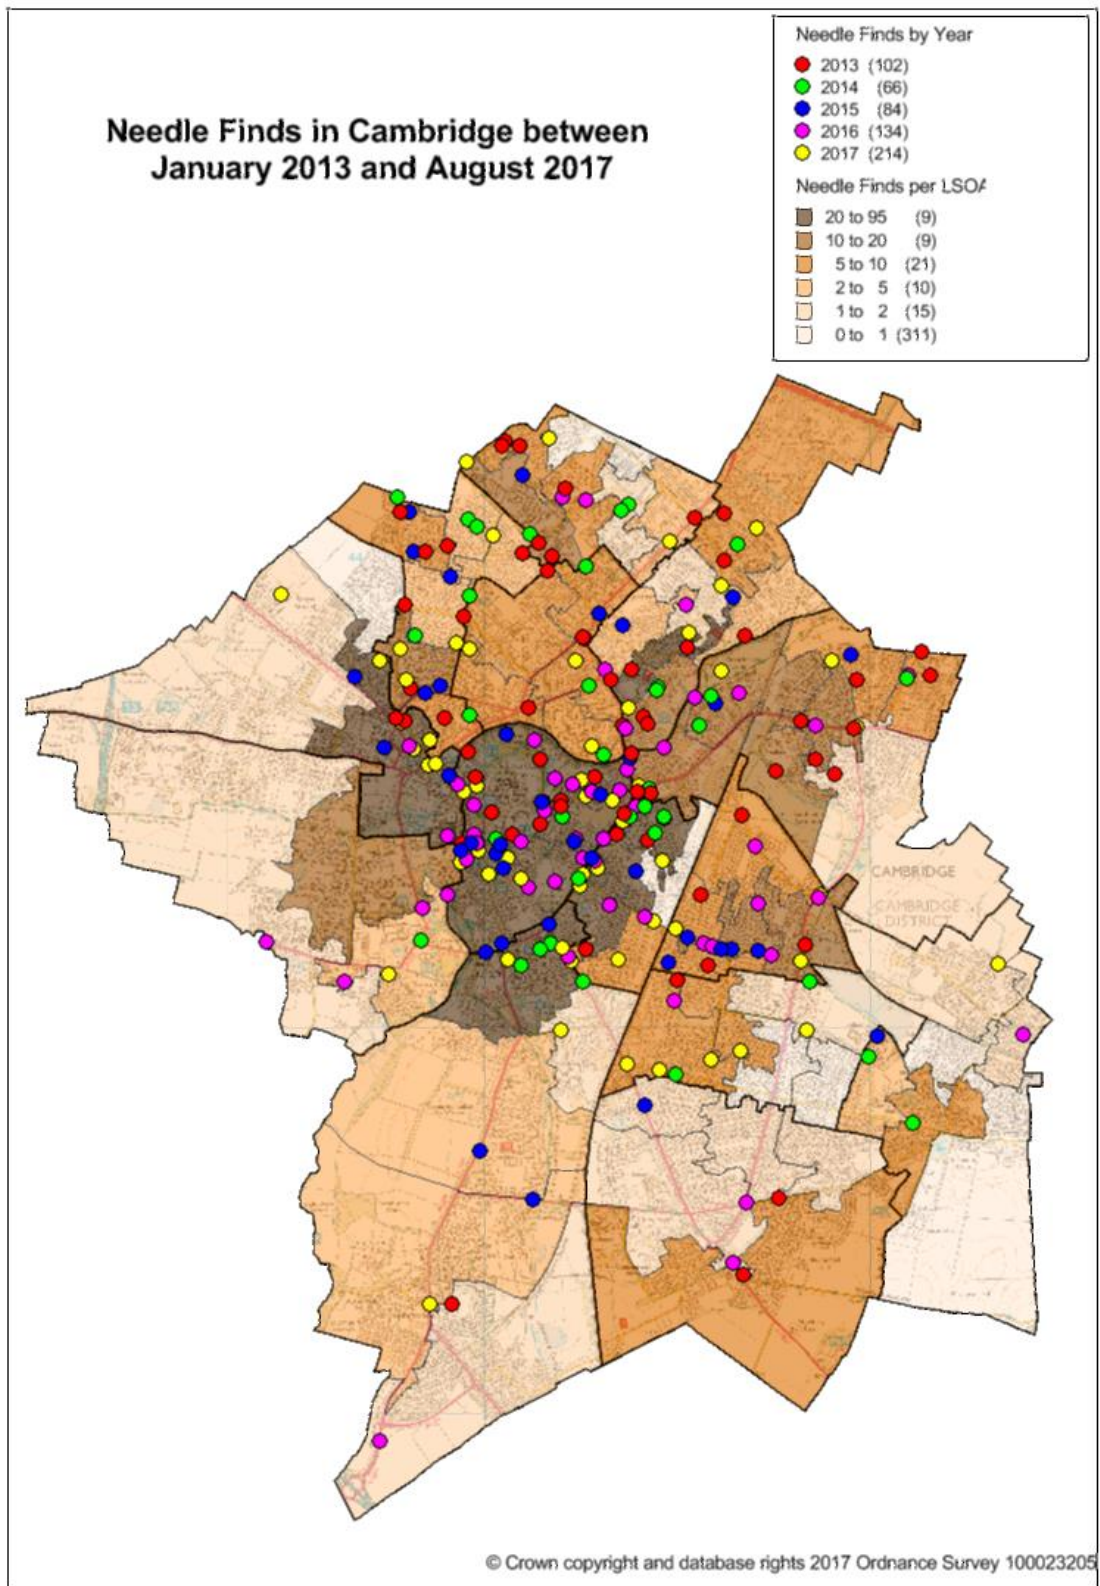 Needle Finds by Year
2013 (102)
2014 (66)
2015 (84)
2016 (134)
2017 (214)
Needle Finds per LSOA
20 to 95 (9)
10 to 20 (9)
5 to 10 (21)
2 to 5 (10)
1 to 2 (15)
0 to 1 (311)
Needle Finds in Cambridge between
January 2013 and August 2017
CAMBRIDGE
CAMBRIDGE
DISTRICT
© Crown copyright and database rights 2017 Ordnance Survey 100023205